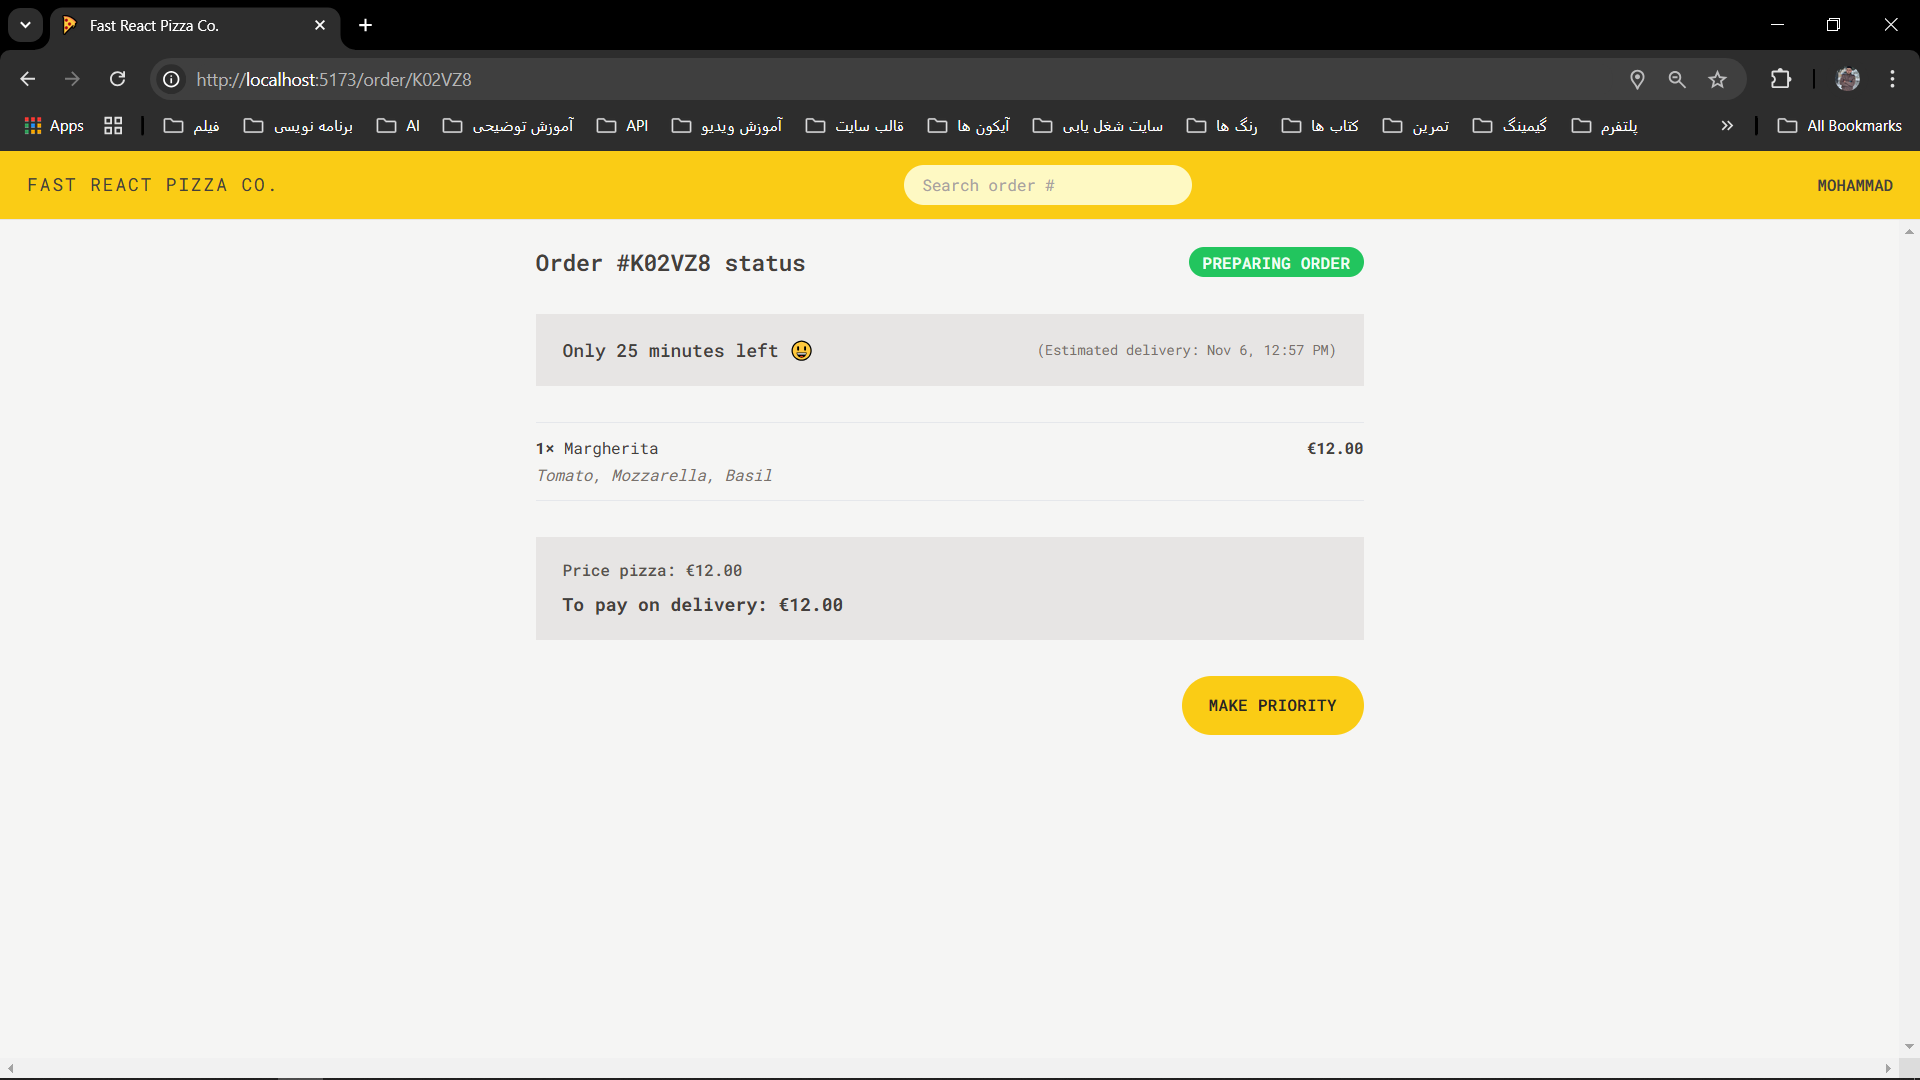 Fast React Pizza Co.
http://localhost:5173/order/K02VZ8
Apps
فیلم
برنامه نویسی
AI
آموزش توضیحی
API
آموزش ویدیو
قالب سایت
آیکون ها
سایت شغل یابی
رنگ ها
کتاب ها
تمرین
گیمینگ
پلتفرم
All Bookmarks
FAST REACT PIZZA CO.
Search order #
MOHAMMAD
Order #K02VZ8 status
PREPARING ORDER
Only 25 minutes left 😃
(Estimated delivery: Nov 6, 12:57 PM)
1× Margherita
€12.00
Tomato, Mozzarella, Basil
Price pizza: €12.00
To pay on delivery: €12.00
MAKE PRIORITY